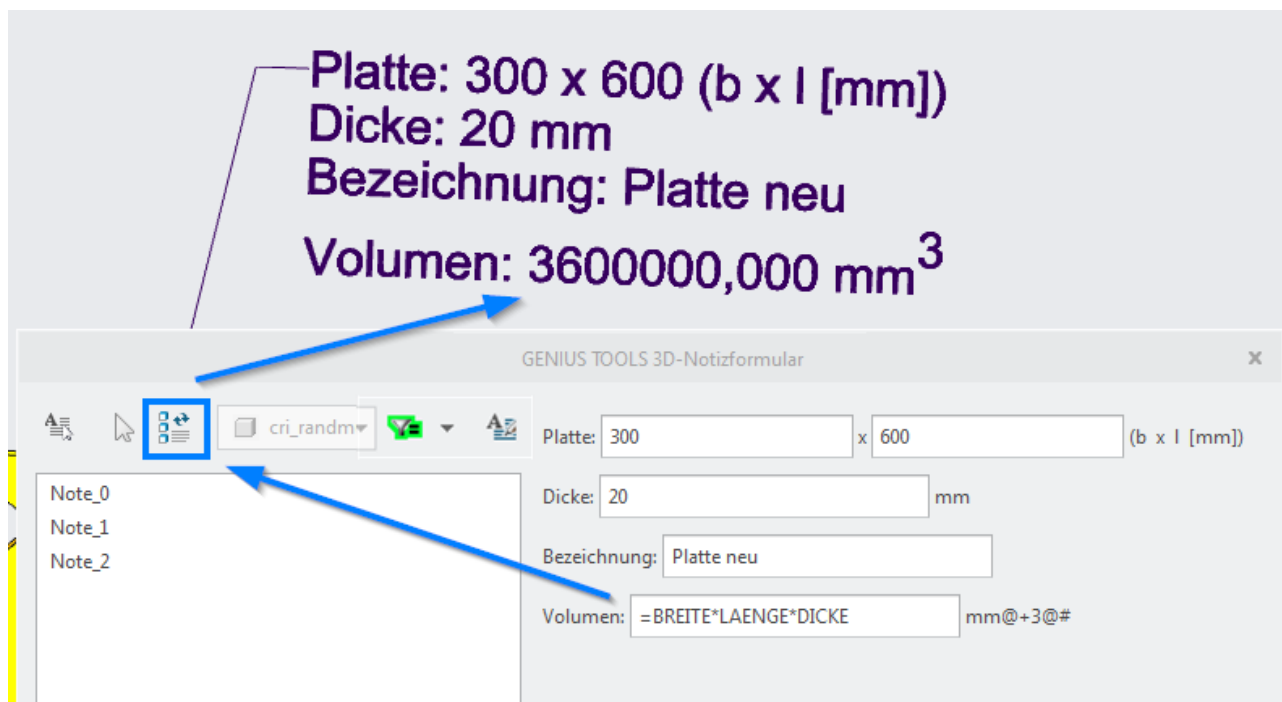 Platte: 300 x 600 (b x l [mm])
Dicke: 20 mm
Bezeichnung: Platte neu
Volumen: 3600000,000 mm³
GENIUS TOOLS 3D-Notizformular
cri_randm
Platte: 300 x 600 (b x l [mm])
Note_0
Note_1
Note_2
Dicke: 20 mm
Bezeichnung: Platte neu
Volumen: =BREITE*LAENGE*DICKE mm@+3@#